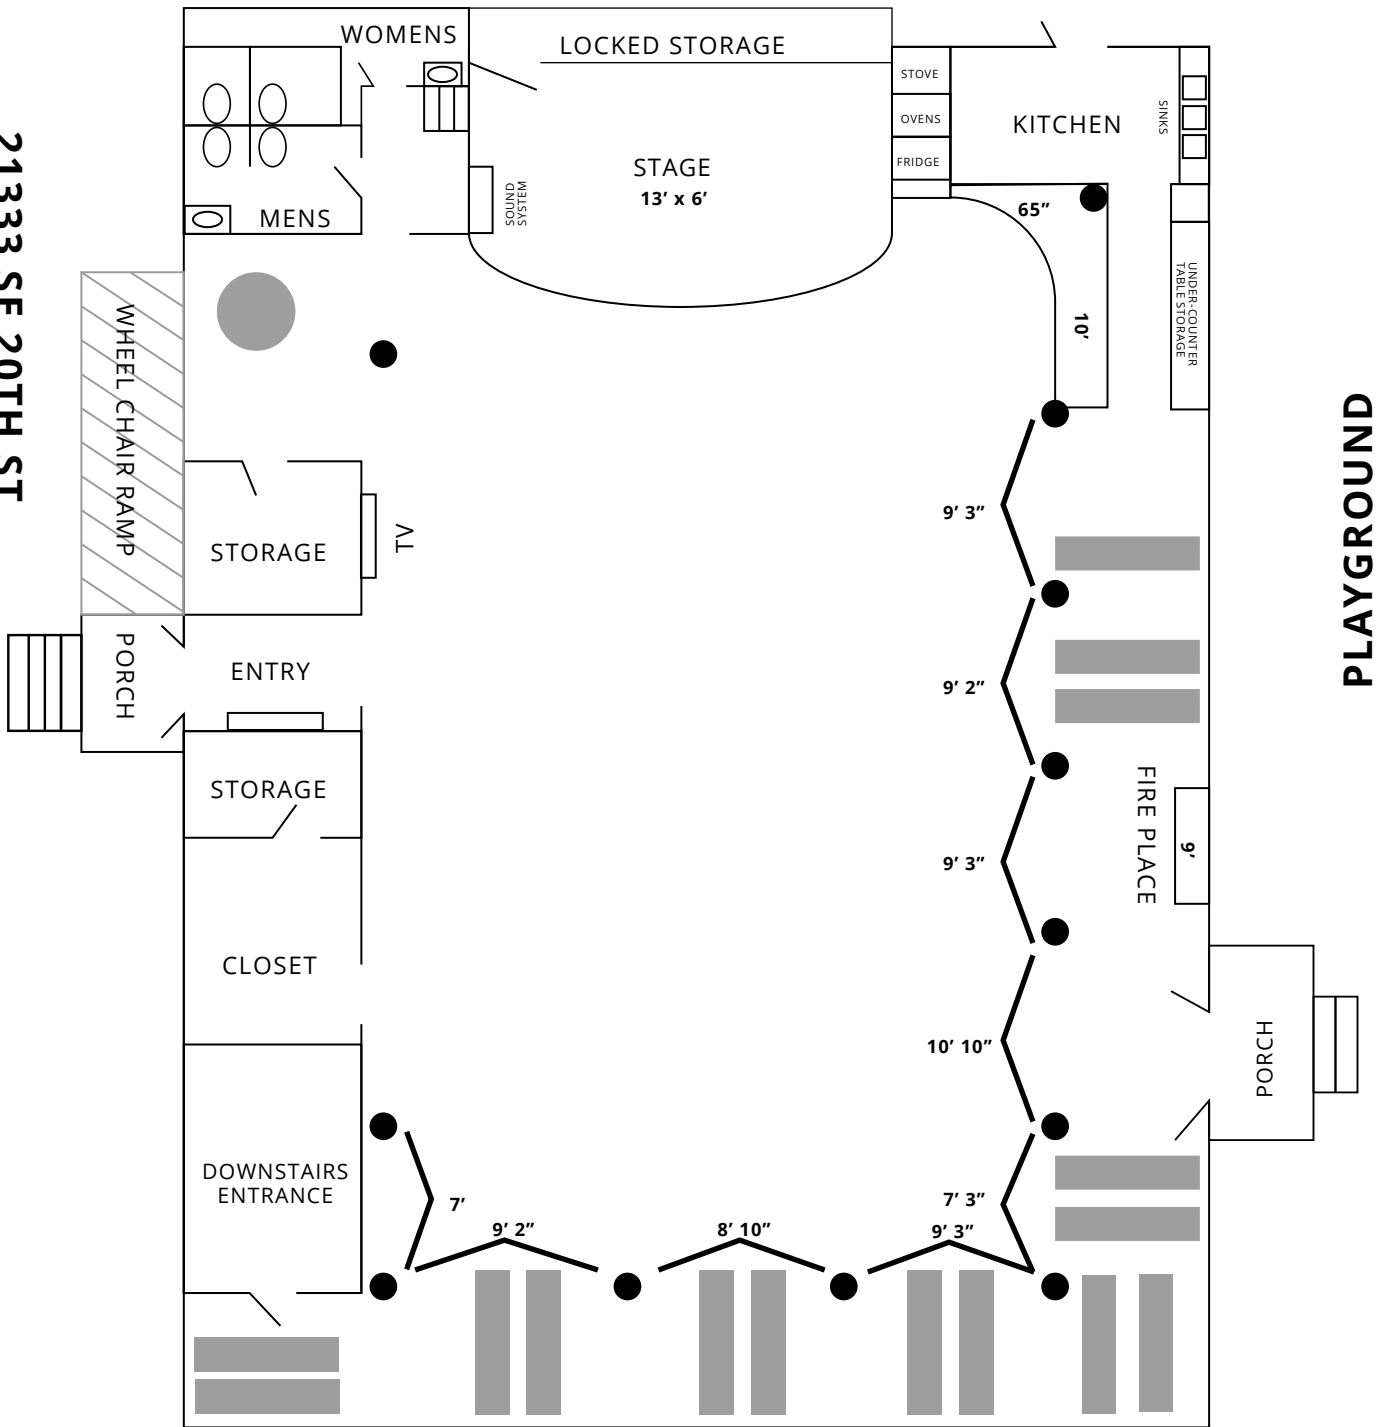 WOMENS
LOCKED STORAGE
STOVE
OVENS
FRIDGE
KITCHEN
SINKS
STAGE
13’ x 6’
SOUND
SYSTEM
MENS
65”
10’
UNDER-COUNTER
TABLE STORAGE
21333 SE 20TH ST
WHEEL CHAIR RAMP
PLAYGROUND
STORAGE
TV
9’ 3”
PORCH
ENTRY
9’ 2”
STORAGE
FIRE PLACE
9’
9’ 3”
CLOSET
10’ 10”
PORCH
DOWNSTAIRS
ENTRANCE
7’
7’ 3”
9’ 2”
8’ 10”
9’ 3”